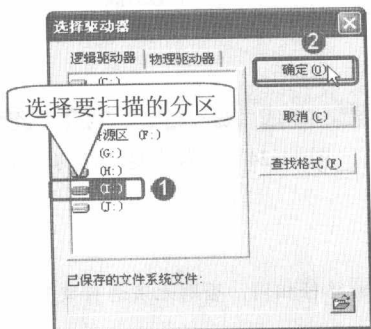 选择驱动器
逻辑驱动器 物理驱动器
2
确定(O)
(C:)
选择要扫描的分区
取消(C)
源区 (F:)
(G:)
查找格式(F)
(H:)
(I:)
1
(J:)
已保存的文件系统文件: